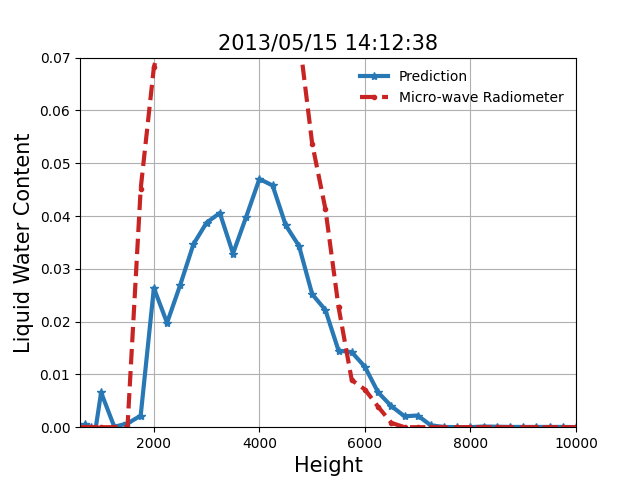 2013/05/15 14:12:38
0.07
0.06
0.05
0.04
0.03
0.02
0.01
0.00
Liquid Water Content
Prediction
Micro-wave Radiometer
2000 4000 6000 8000 10000
Height